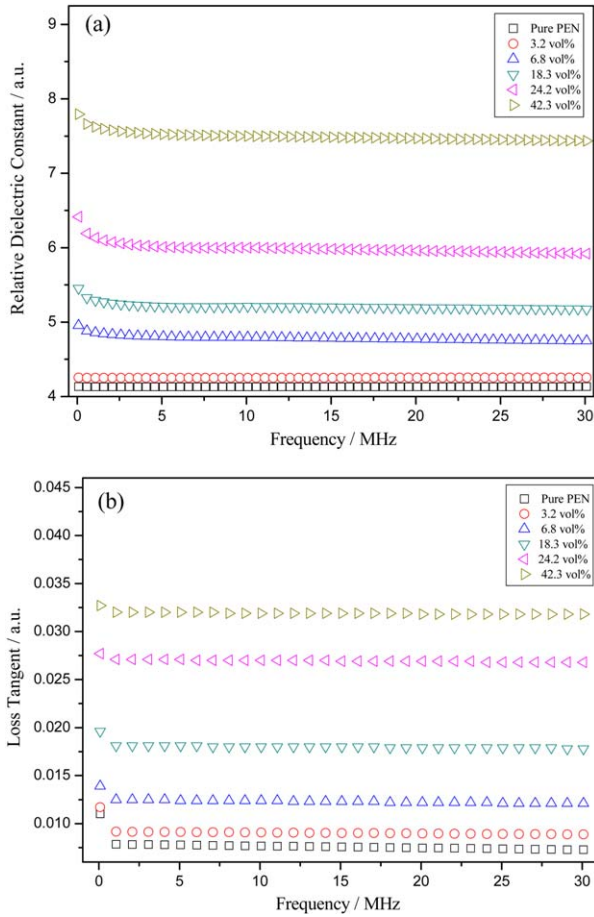 (a)
Pure PEN
3.2 vol%
6.8 vol%
18.3 vol%
24.2 vol%
42.3 vol%
Relative Dielectric Constant / a.u.
9
8
7
6
5
4
0 5 10 15 20 25 30
Frequency / MHz
(b)
Pure PEN
3.2 vol%
6.8 vol%
18.3 vol%
24.2 vol%
42.3 vol%
Loss Tangent / a.u.
0.045
0.040
0.035
0.030
0.025
0.020
0.015
0.010
0 5 10 15 20 25 30
Frequency / MHz